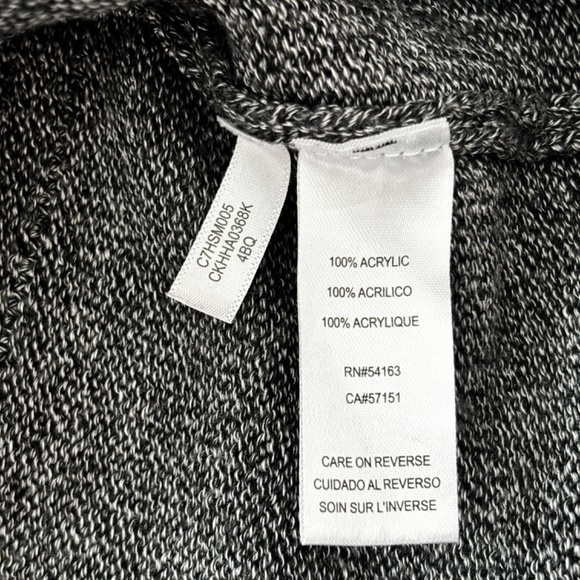 C7HSM005
CKHHA0368K
4BQ
100% ACRYLIC
100% ACRILICO
100% ACRYLIQUE
RN#54163
CA#57151
CARE ON REVERSE
CUIDADO AL REVERSO
SOIN SUR L'INVERSE